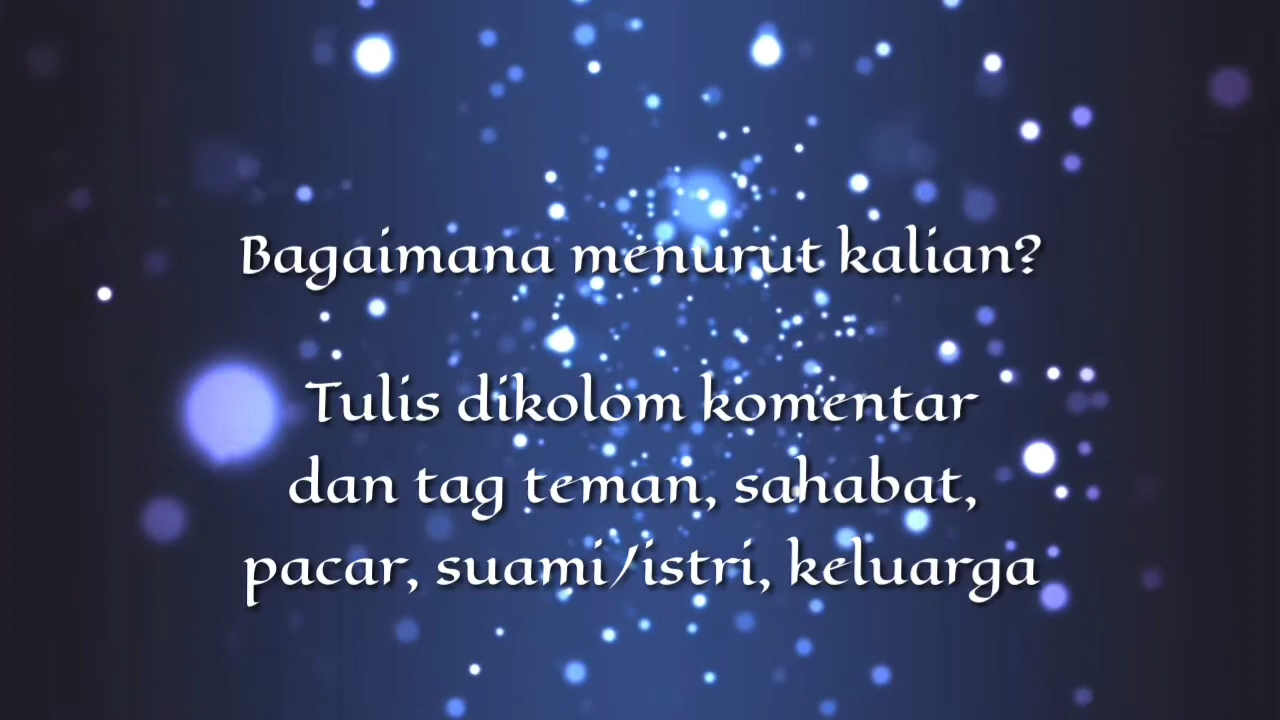 Bagaimana menurut kalian?
Tulis dikolom komentar
dan tag teman, sahabat,
pacar, suami/istri, keluarga